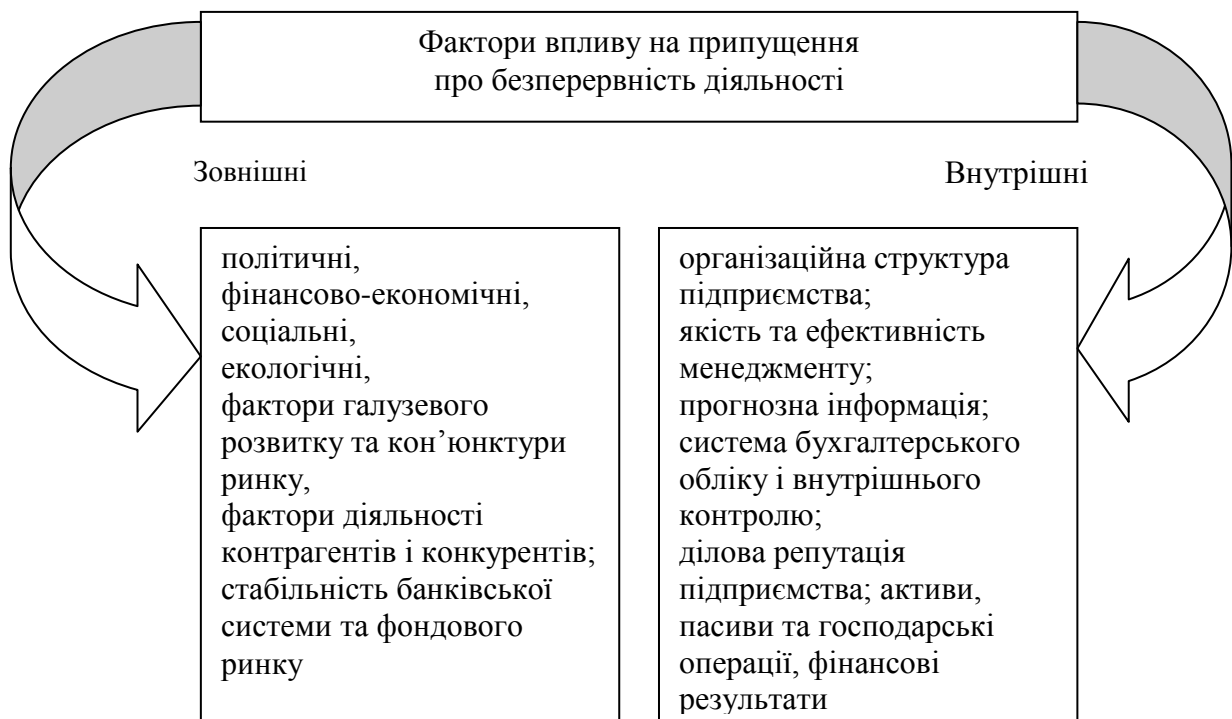 Фактори впливу на припущення
про безперервність діяльності
Зовнішні
Внутрішні
політичні,
фінансово-економічні,
соціальні,
екологічні,
фактори галузевого
розвитку та кон’юнктури
ринку,
фактори діяльності
контрагентів і конкурентів;
стабільність банківської
системи та фондового
ринку
організаційна структура
підприємства;
якість та ефективність
менеджменту;
прогнозна інформація;
система бухгалтерського
обліку і внутрішнього
контролю;
ділова репутація
підприємства; активи,
пасиви та господарські
операції, фінансові
результати